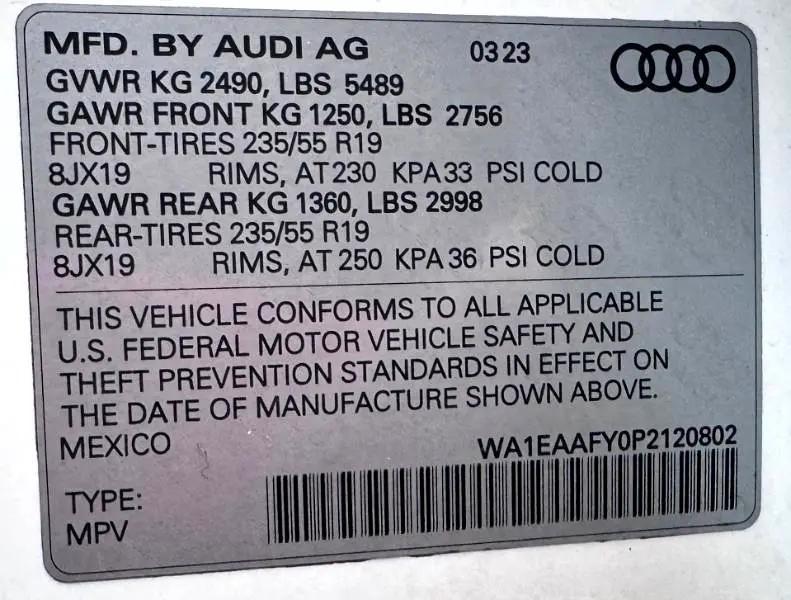 MFD. BY AUDI AG 03 23
GVWR KG 2490, LBS 5489
GAWR FRONT KG 1250, LBS 2756
FRONT-TIRES 235/55 R19
8JX19 RIMS, AT 230 KPA 33 PSI COLD
GAWR REAR KG 1360, LBS 2998
REAR-TIRES 235/55 R19
8JX19 RIMS, AT 250 KPA 36 PSI COLD
THIS VEHICLE CONFORMS TO ALL APPLICABLE
U.S. FEDERAL MOTOR VEHICLE SAFETY AND
THEFT PREVENTION STANDARDS IN EFFECT ON
THE DATE OF MANUFACTURE SHOWN ABOVE.
MEXICO WA1EAAFY0P2120802
TYPE:
MPV